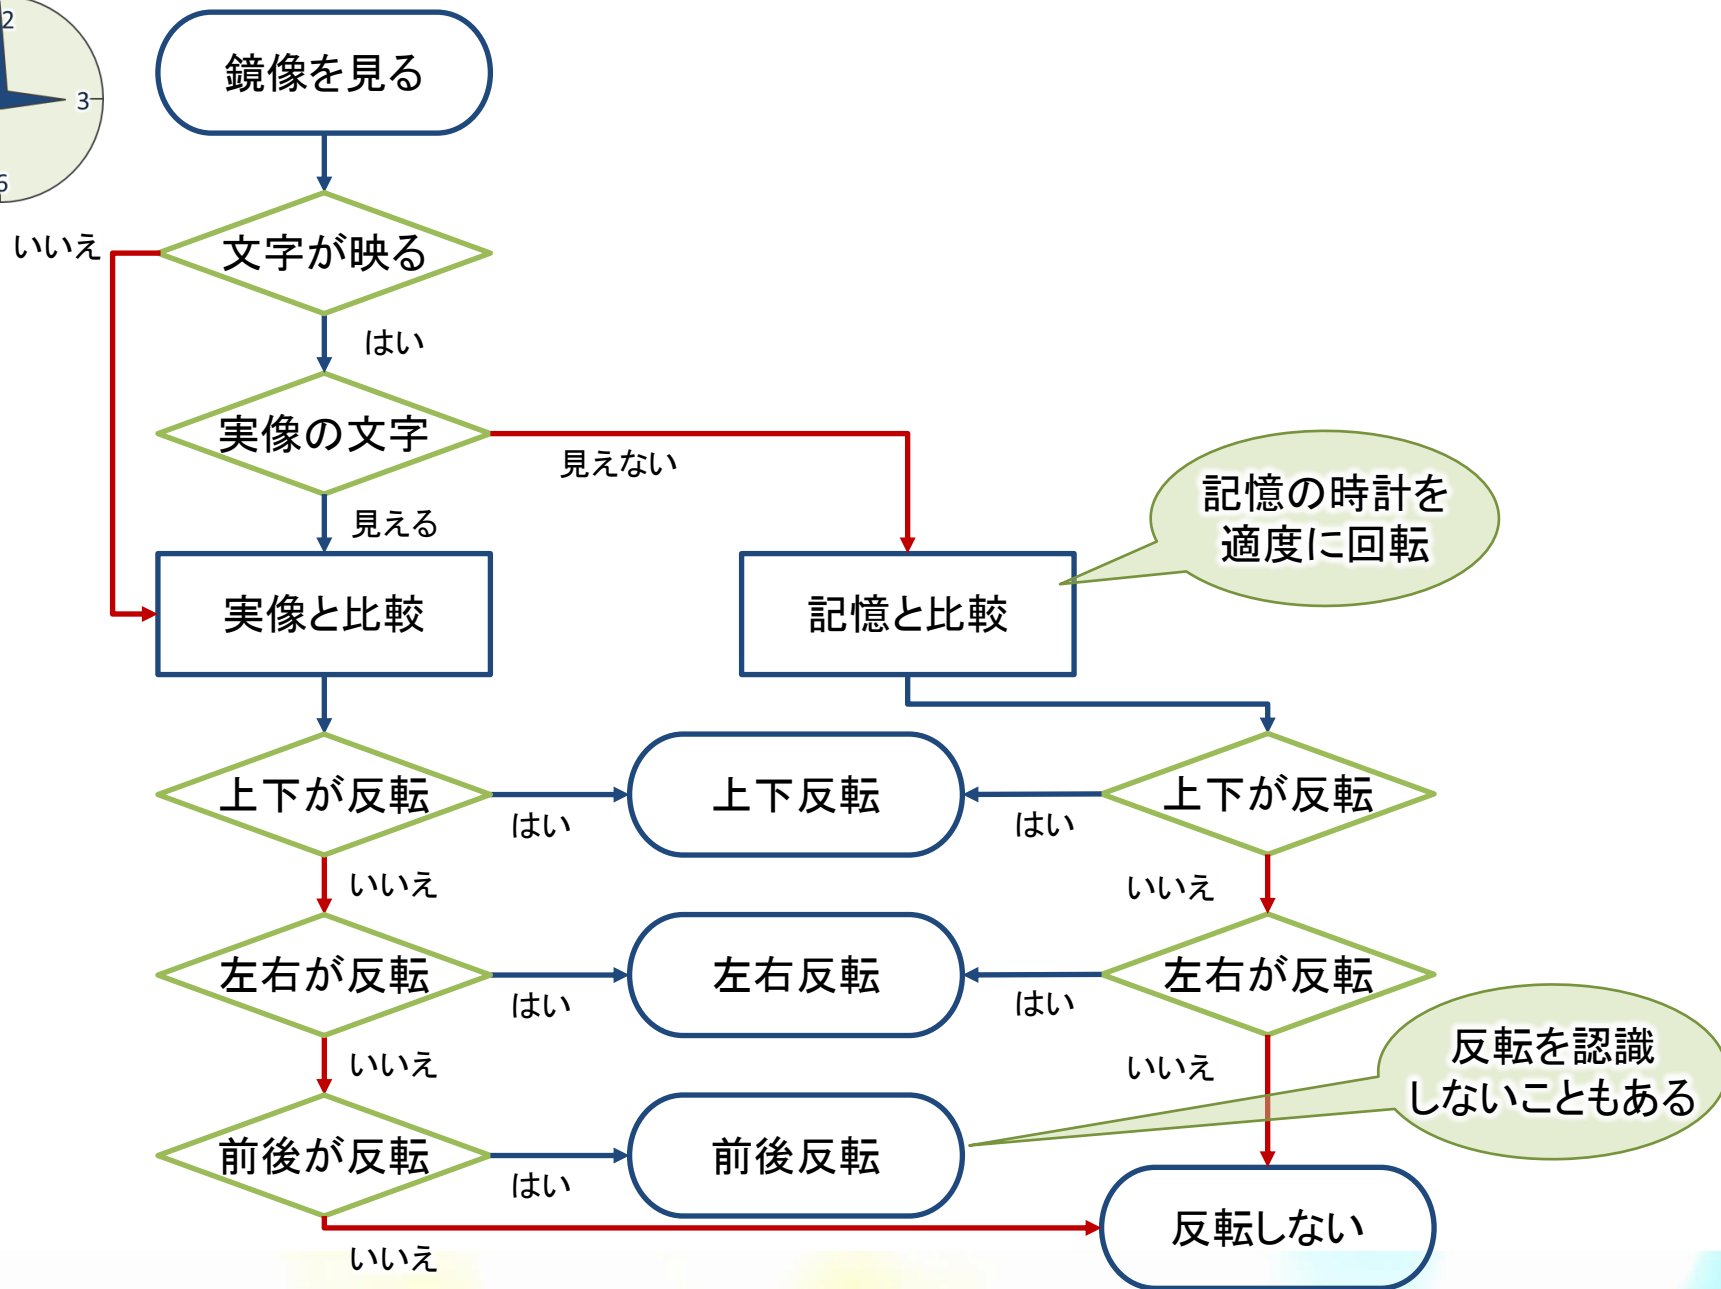 2
3
6
鏡像を見る
文字が映る
いいえ
はい
実像の文字
見えない
見える
記憶の時計を
適度に回転
実像と比較
記憶と比較
上下が反転
はい
上下反転
はい
上下が反転
いいえ
いいえ
左右が反転
はい
左右反転
はい
左右が反転
いいえ
いいえ
反転を認識
しないこともある
前後が反転
はい
前後反転
反転しない
いいえ